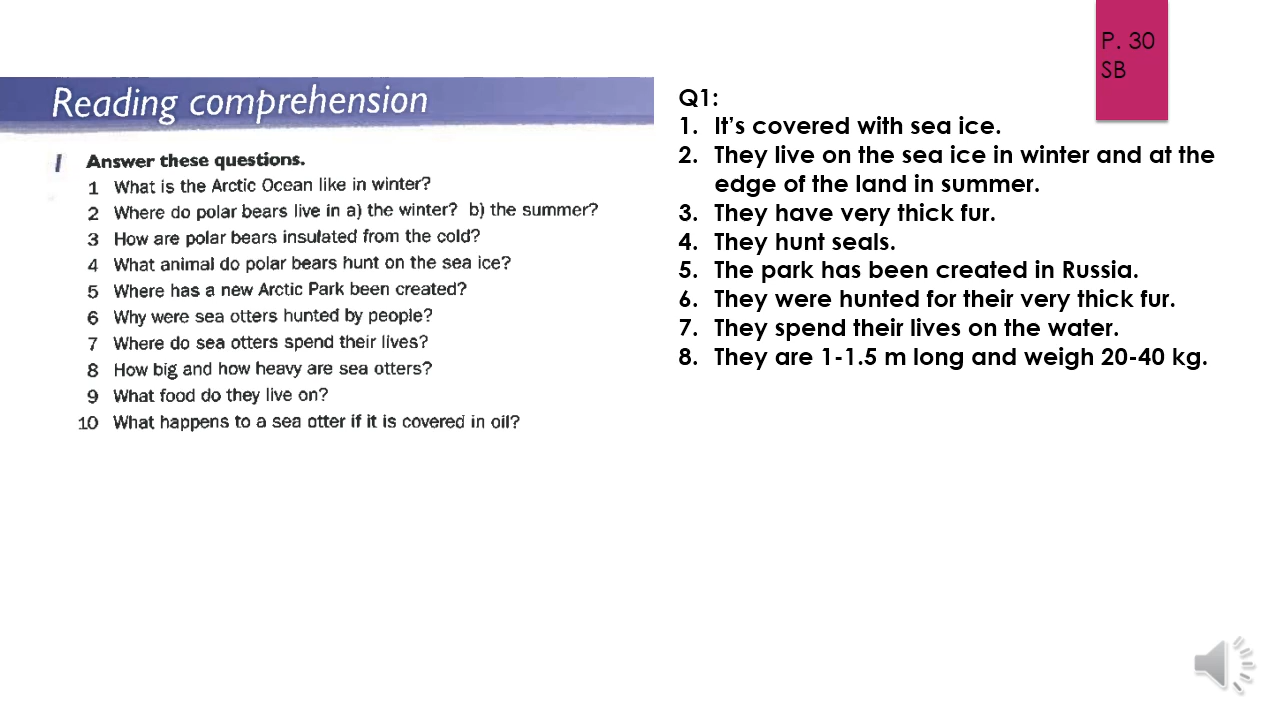 P. 30
SB
Reading comprehension
1 Answer these questions.
1 What is the Arctic Ocean like in winter?
2 Where do polar bears live in a) the winter? b) the summer?
3 How are polar bears insulated from the cold?
4 What animal do polar bears hunt on the sea ice?
5 Where has a new Arctic Park been created?
6 Why were sea otters hunted by people?
7 Where do sea otters spend their lives?
8 How big and how heavy are sea otters?
9 What food do they live on?
10 What happens to a sea otter if it is covered in oil?
Q1:
1. It’s covered with sea ice.
2. They live on the sea ice in winter and at the
edge of the land in summer.
3. They have very thick fur.
4. They hunt seals.
5. The park has been created in Russia.
6. They were hunted for their very thick fur.
7. They spend their lives on the water.
8. They are 1-1.5 m long and weigh 20-40 kg.